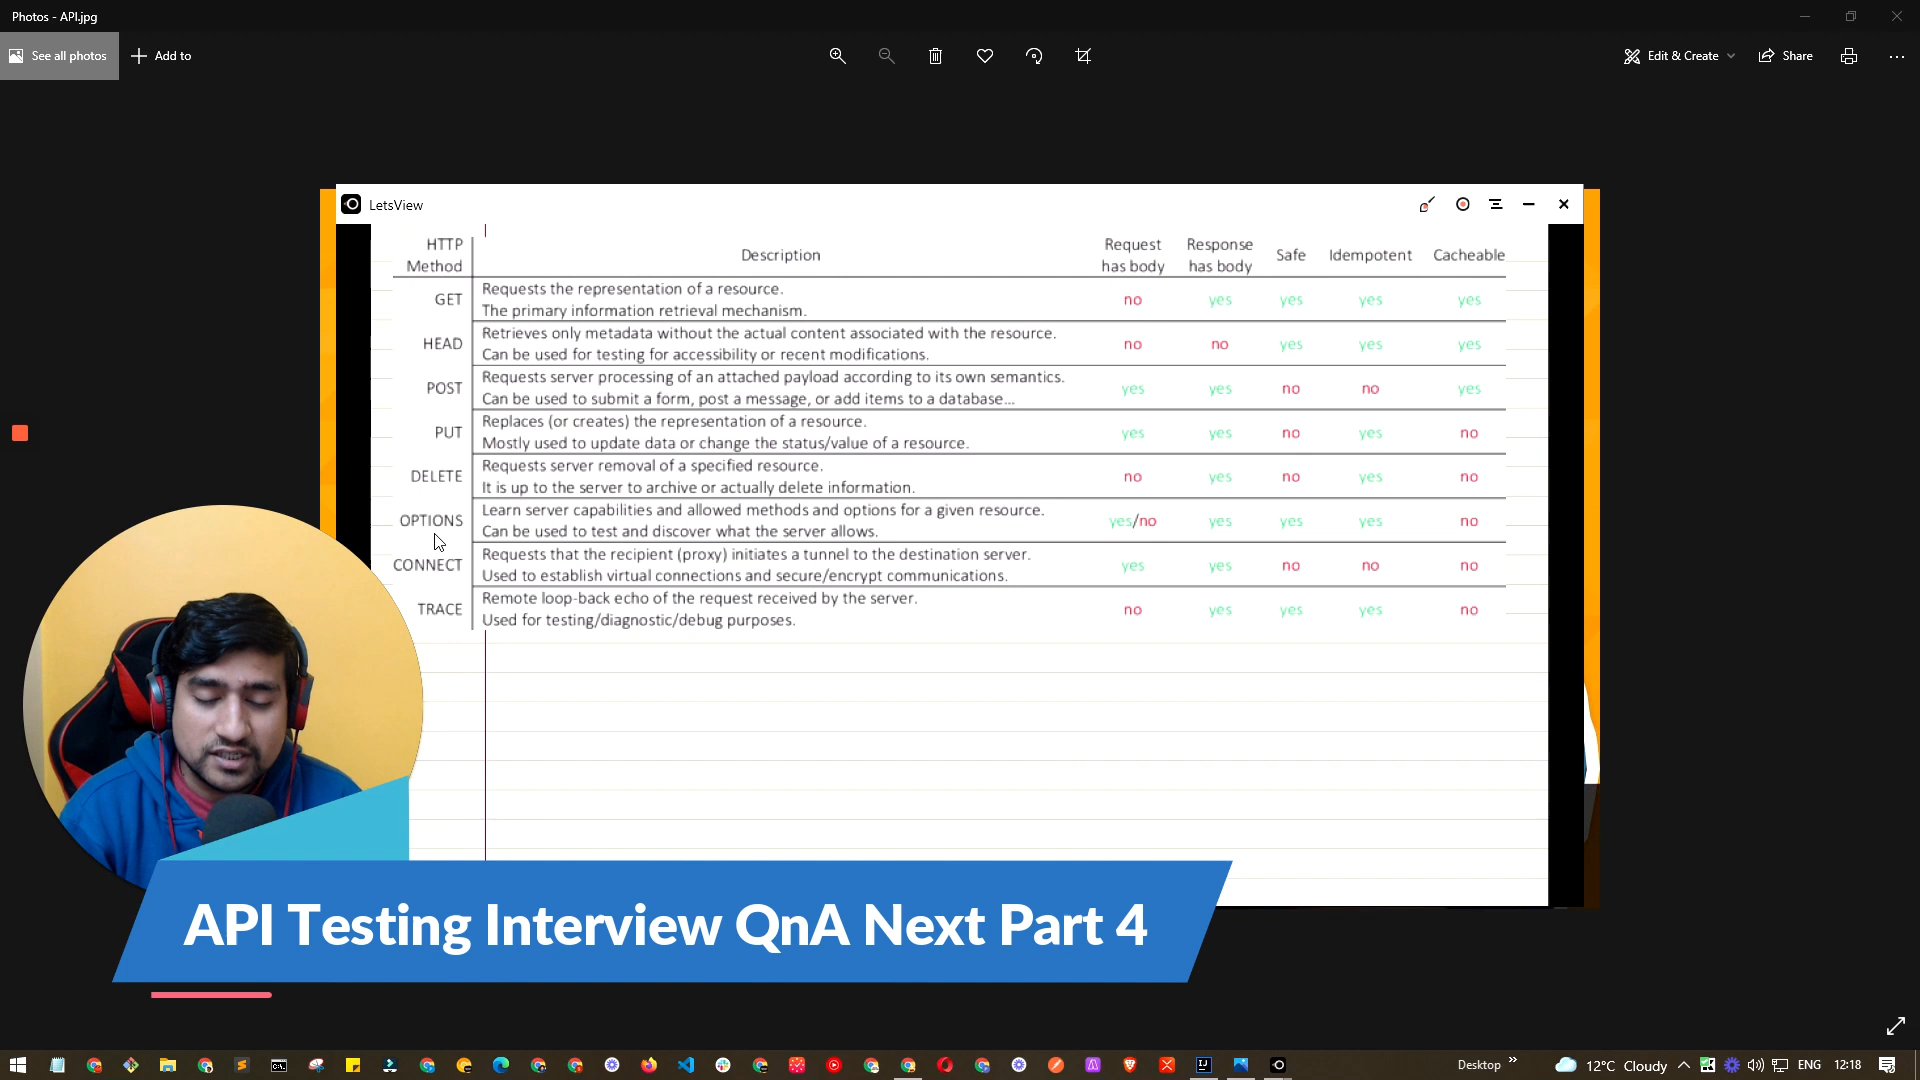 Photos - API.jpg
See all photos
Add to
Edit & Create
Share
LetsView
HTTP Method Description Request has body Response has body Safe Idempotent Cacheable
GET Requests the representation of a resource. no yes yes yes yes
The primary information retrieval mechanism.
HEAD Retrieves only metadata without the actual content associated with the resource. no no yes yes yes
Can be used for testing for accessibility or recent modifications.
POST Requests server processing of an attached payload according to its own semantics. yes yes no no yes
Can be used to submit a form, post a message, or add items to a database...
PUT Replaces (or creates) the representation of a resource. yes yes no yes no
Mostly used to update data or change the status/value of a resource.
DELETE Requests server removal of a specified resource. no yes no yes no
It is up to the server to archive or actually delete information.
OPTIONS Learn server capabilities and allowed methods and options for a given resource. yes/no yes yes yes no
Can be used to test and discover what the server allows.
CONNECT Requests that the recipient (proxy) initiates a tunnel to the destination server. yes yes no no no
Used to establish virtual connections and secure/encrypt communications.
TRACE Remote loop-back echo of the request received by the server. no yes yes yes no
Used for testing/diagnostic/debug purposes.
API Testing Interview QnA Next Part 4
Desktop
12°C Cloudy
ENG
12:18